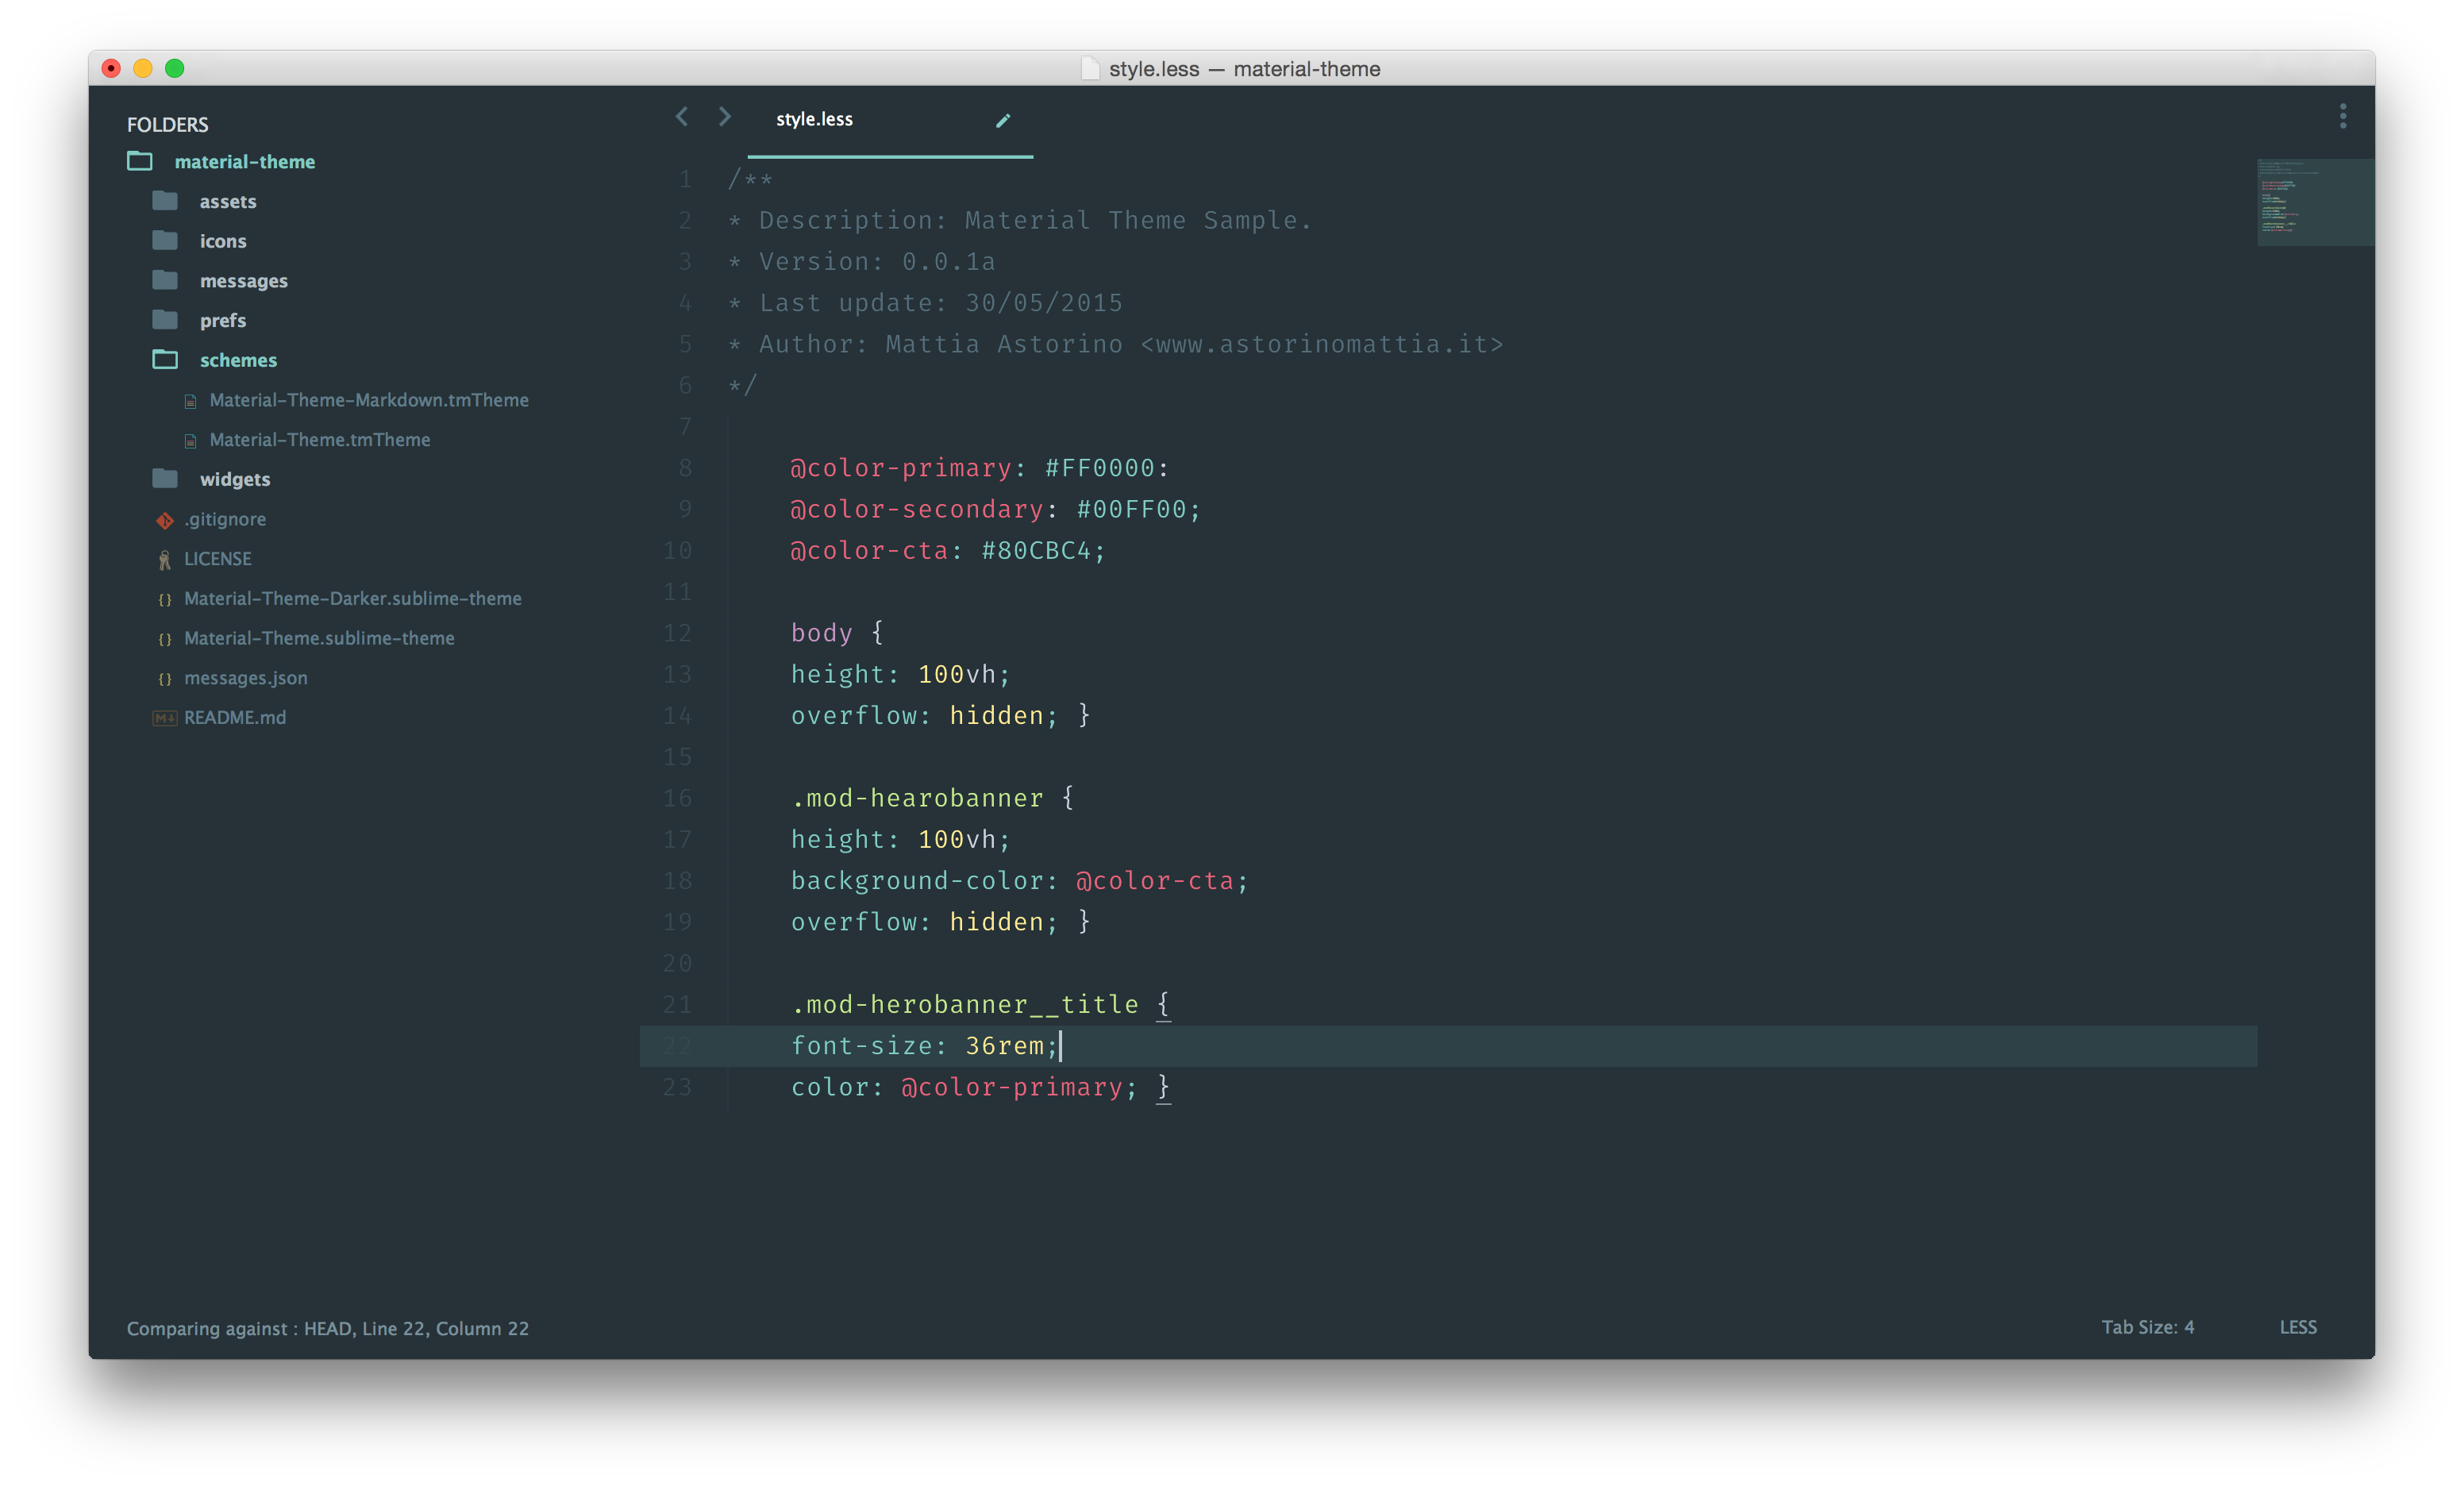 style.less — material-theme
FOLDERS
material-theme
assets
icons
messages
prefs
schemes
Material-Theme-Markdown.tmTheme
Material-Theme.tmTheme
widgets
.gitignore
LICENSE
{} Material-Theme-Darker.sublime-theme
{} Material-Theme.sublime-theme
{} messages.json
M↓ README.md
style.less
1 /**
2 * Description: Material Theme Sample.
3 * Version: 0.0.1a
4 * Last update: 30/05/2015
5 * Author: Mattia Astorino <www.astorinomattia.it>
6 */
7
8 @color-primary: #FF0000:
9 @color-secondary: #00FF00;
10 @color-cta: #80CBC4;
11
12 body {
13 height: 100vh;
14 overflow: hidden; }
15
16 .mod-hearobanner {
17 height: 100vh;
18 background-color: @color-cta;
19 overflow: hidden; }
20
21 .mod-herobanner__title {
22 font-size: 36rem;
23 color: @color-primary; }
Comparing against : HEAD, Line 22, Column 22
Tab Size: 4
LESS